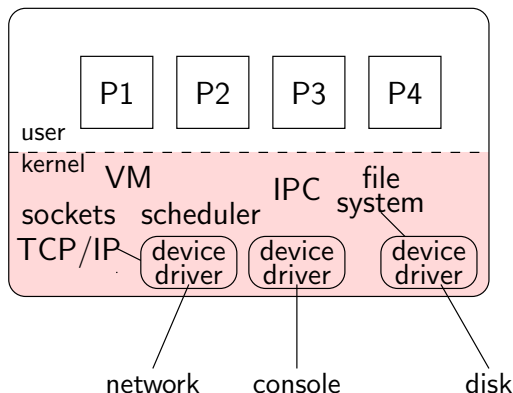 P1 P2 P3 P4
user
kernel
VM
IPC
file
system
sockets scheduler
TCP/IP
device
driver
device
driver
device
driver
network console disk